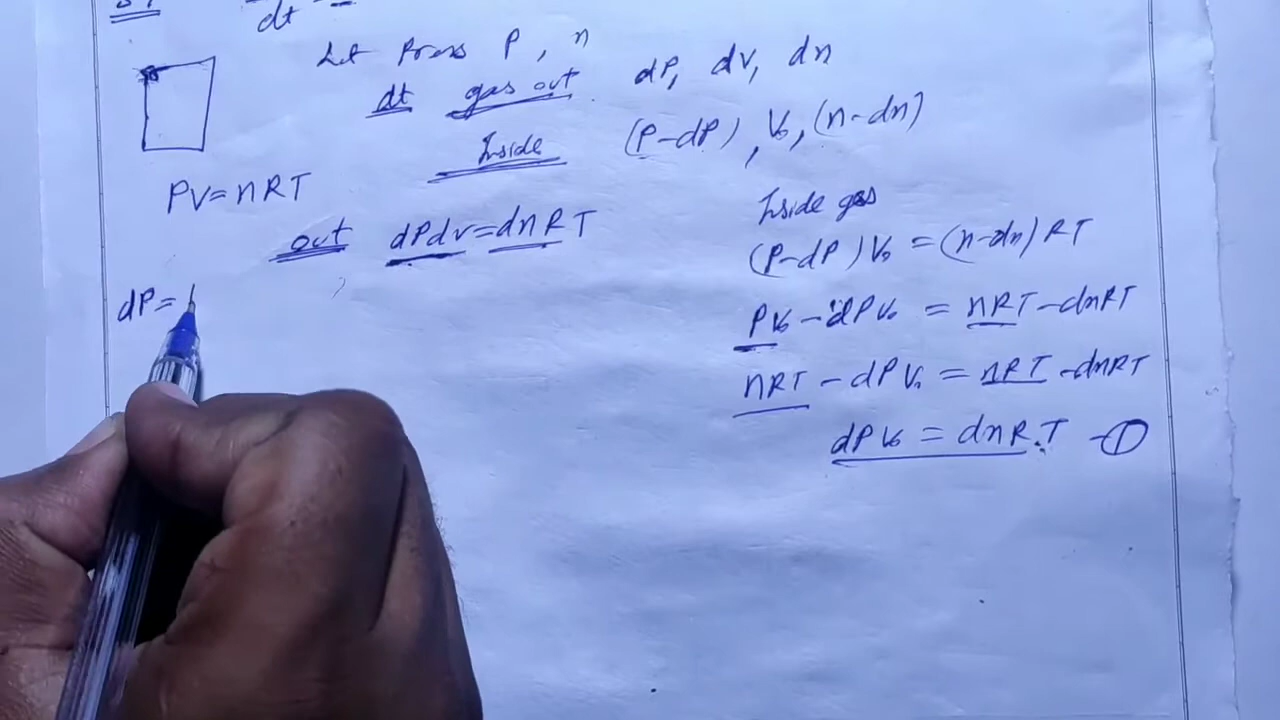 dt
Let Press P, n
dt gas out dP, dV, dn
Inside (P-dP), V₀, (n-dn)
PV=nRT
out dPdV=dnRT
dP=
Inside gas
(P-dP)V₀ = (n-dn)RT
PV₀-dPV₀ = nRT-dnRT
nRT-dPV₀ = nRT-dnRT
dPV₀ = dnR.T -①